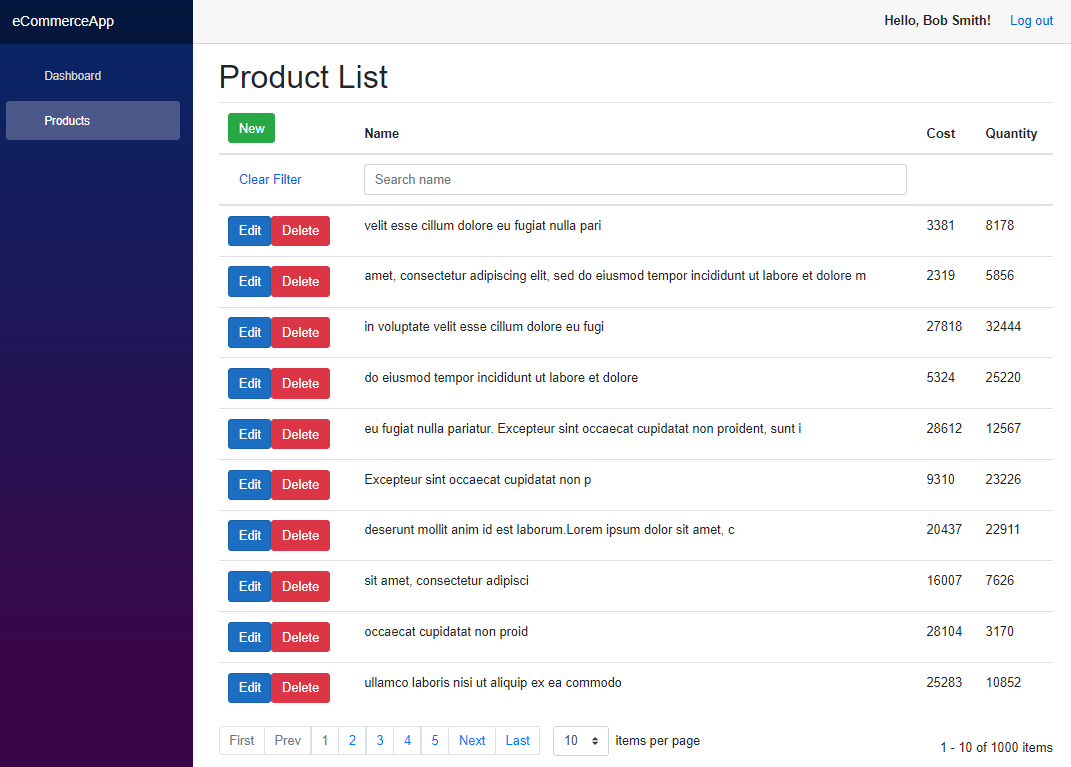 eCommerceApp
Hello, Bob Smith! Log out
Dashboard
Products
Product List
New Name Cost Quantity
Clear Filter Search name
Edit Delete velit esse cillum dolore eu fugiat nulla pari 3381 8178
Edit Delete amet, consectetur adipiscing elit, sed do eiusmod tempor incididunt ut labore et dolore m 2319 5856
Edit Delete in voluptate velit esse cillum dolore eu fugi 27818 32444
Edit Delete do eiusmod tempor incididunt ut labore et dolore 5324 25220
Edit Delete eu fugiat nulla pariatur. Excepteur sint occaecat cupidatat non proident, sunt i 28612 12567
Edit Delete Excepteur sint occaecat cupidatat non p 9310 23226
Edit Delete deserunt mollit anim id est laborum.Lorem ipsum dolor sit amet, c 20437 22911
Edit Delete sit amet, consectetur adipisci 16007 7626
Edit Delete occaecat cupidatat non proid 28104 3170
Edit Delete ullamco laboris nisi ut aliquip ex ea commodo 25283 10852
First Prev 1 2 3 4 5 Next Last 10 items per page 1 - 10 of 1000 items